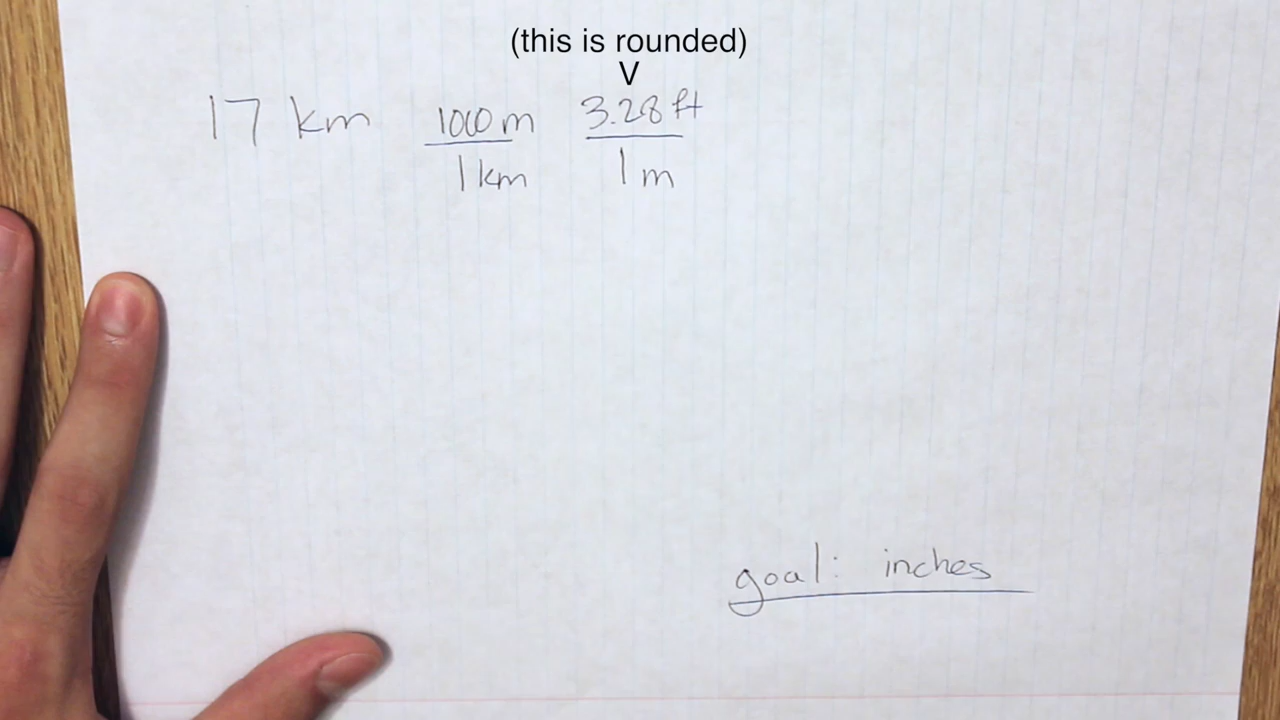 (this is rounded)
V
17 km 1000 m 3.28 ft
1 km 1 m
goal: inches